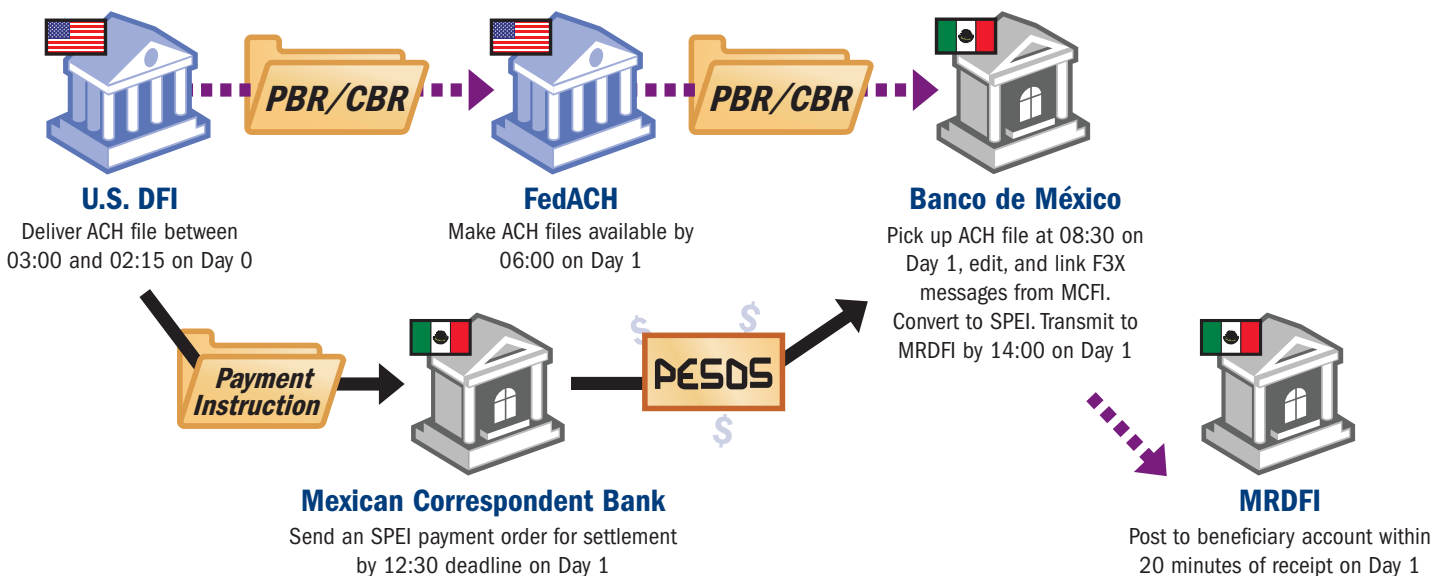 PBR/CBR
PBR/CBR
U.S. DFI
Deliver ACH file between
03:00 and 02:15 on Day 0
FedACH
Make ACH files available by
06:00 on Day 1
Banco de México
Pick up ACH file at 08:30 on
Day 1, edit, and link F3X
messages from MCFI.
Convert to SPEI. Transmit to
MRDFI by 14:00 on Day 1
Payment
Instruction
$
$
PESOS
$
Mexican Correspondent Bank
Send an SPEI payment order for settlement
by 12:30 deadline on Day 1
MRDFI
Post to beneficiary account within
20 minutes of receipt on Day 1